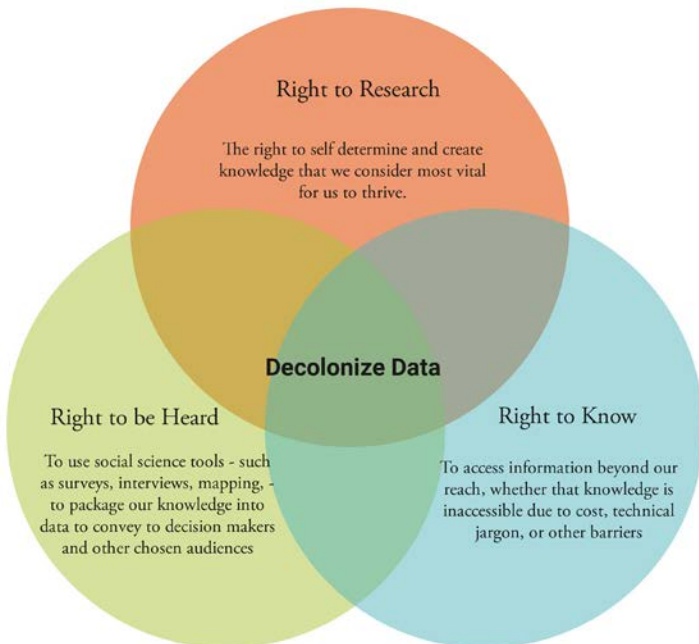 Right to Research
The right to self determine and create
knowledge that we consider most vital
for us to thrive.
Decolonize Data
Right to be Heard
To use social science tools - such
as surveys, interviews, mapping, -
to package our knowledge into
data to convey to decision makers
and other chosen audiences
Right to Know
To access information beyond our
reach, whether that knowledge is
inaccessible due to cost, technical
jargon, or other barriers